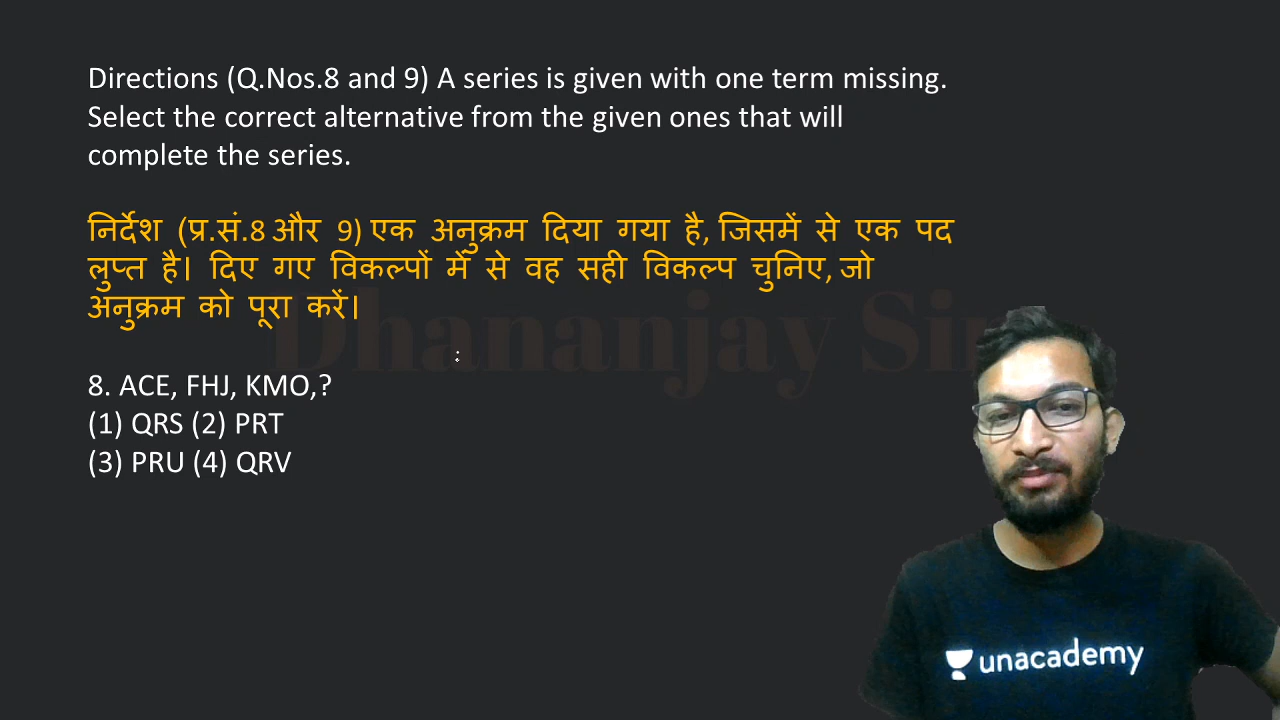 Directions (Q.Nos.8 and 9) A series is given with one term missing.
Select the correct alternative from the given ones that will
complete the series.
निर्देश (प्र.सं.8 और 9) एक अनुक्रम दिया गया है, जिसमें से एक पद
लुप्त है। दिए गए विकल्पों में से वह सही विकल्प चुनिए, जो
अनुक्रम को पूरा करें।
Dhananjay Sin
8. ACE, FHJ, KMO,?
(1) QRS (2) PRT
(3) PRU (4) QRV
unacademy